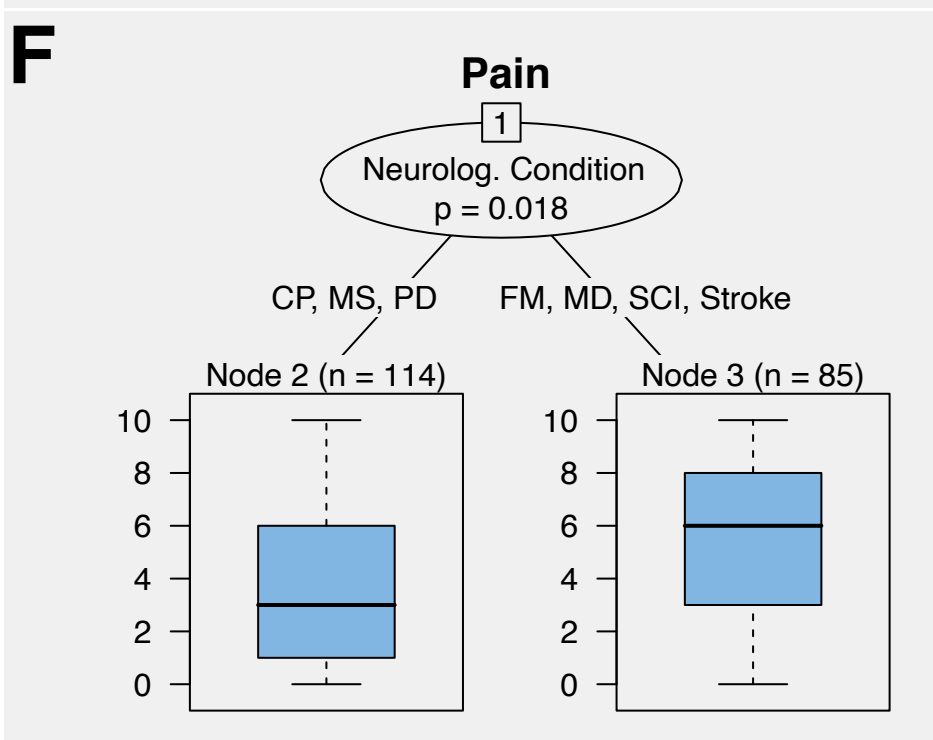 F
Pain
1
Neurolog. Condition
p = 0.018
CP, MS, PD
FM, MD, SCI, Stroke
Node 2 (n = 114)
10
8
6
4
2
0
Node 3 (n = 85)
10
8
6
4
2
0